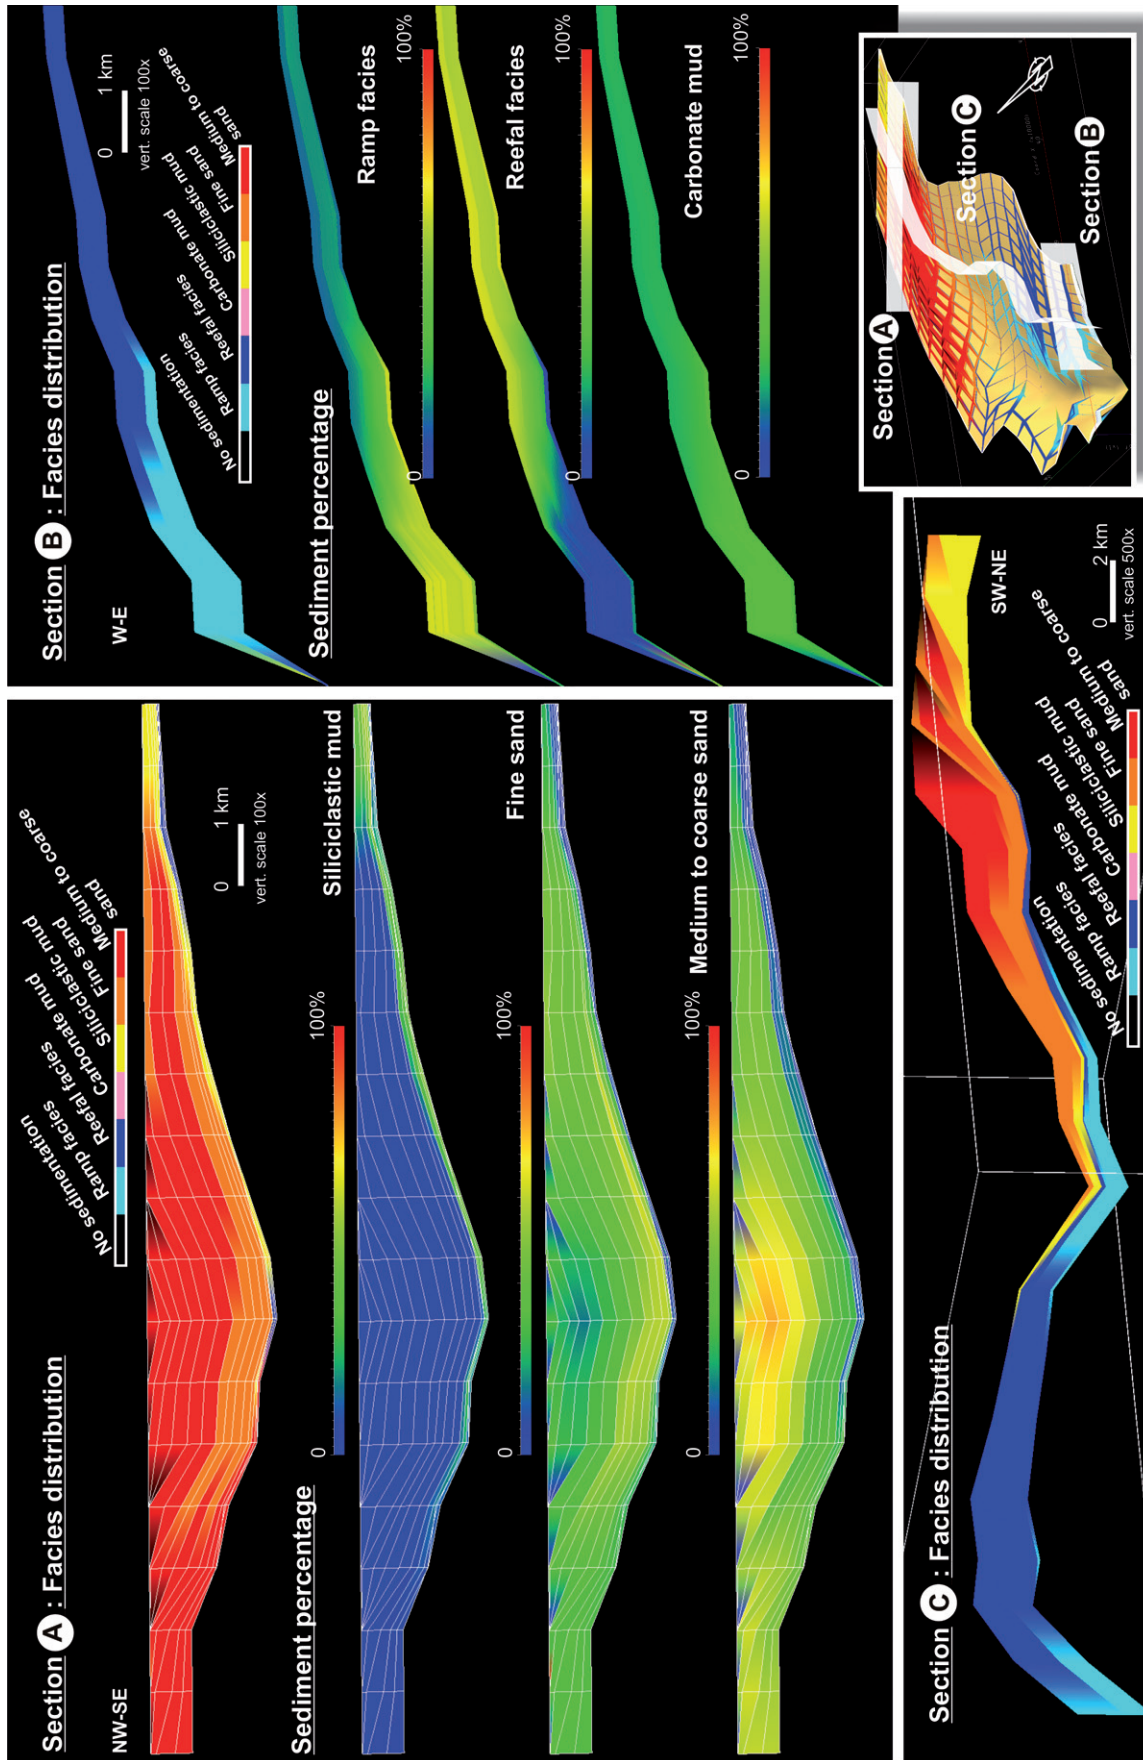 Section A : Facies distribution
NW-SE
No sedimentation
Ramp facies
Reefal facies
Carbonate mud
Siliciclastic mud
Fine sand
Medium to coarse
sand
0 1 km
vert. scale 100x
Sediment percentage
Siliciclastic mud
0 100%
Fine sand
0 100%
Medium to coarse sand
0 100%
Section B : Facies distribution
W-E
No sedimentation
Ramp facies
Reefal facies
Carbonate mud
Siliciclastic mud
Fine sand
Medium to coarse
sand
0 1 km
vert. scale 100x
Sediment percentage
Ramp facies
0 100%
Reefal facies
0 100%
Carbonate mud
0 100%
Section C : Facies distribution
SW-NE
No sedimentation
Ramp facies
Reefal facies
Carbonate mud
Siliciclastic mud
Fine sand
Medium to coarse
sand
0 2 km
vert. scale 500x
Section A
Section C
Section B